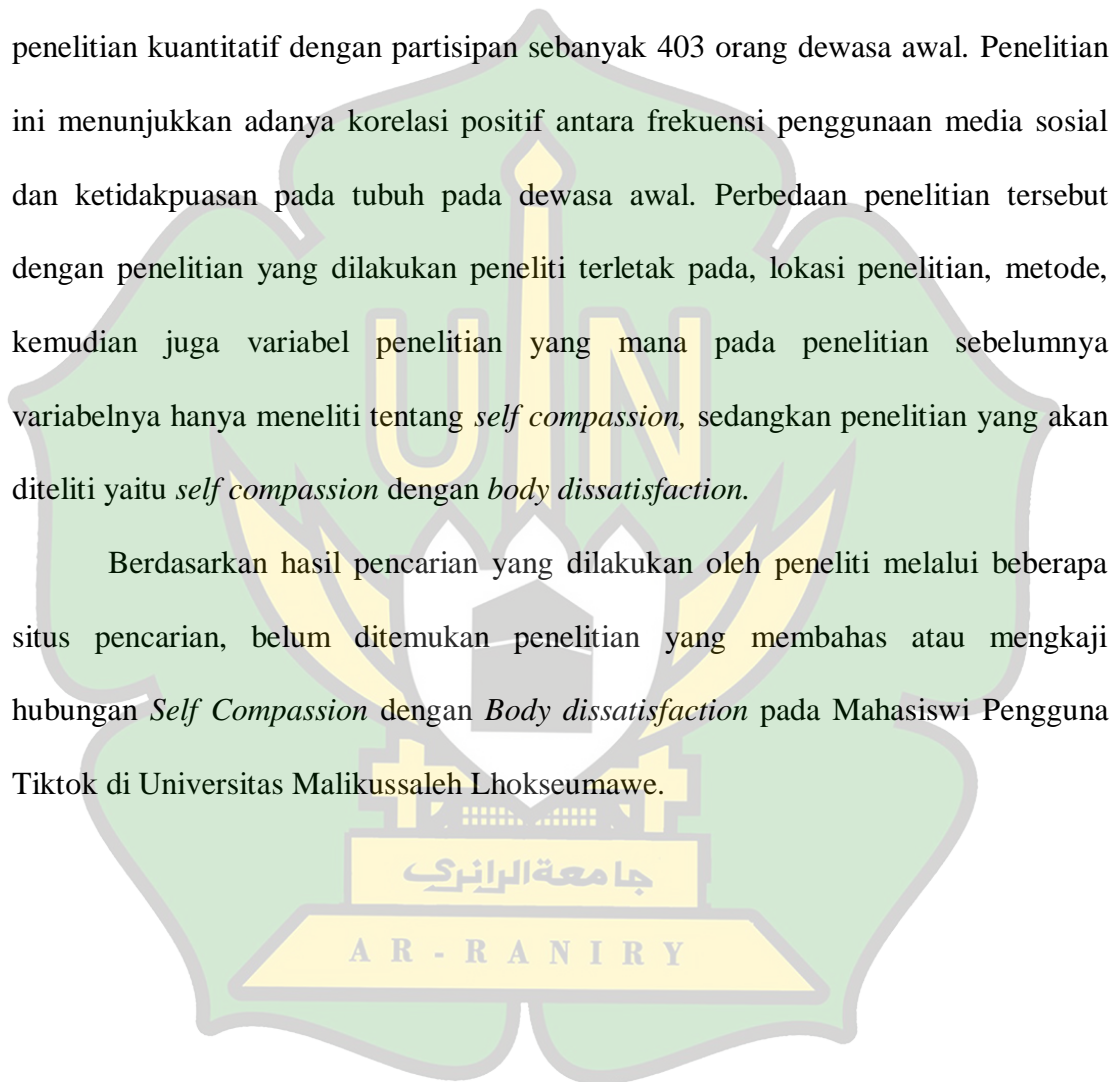 penelitian kuantitatif dengan partisipan sebanyak 403 orang dewasa awal. Penelitian
ini menunjukkan adanya korelasi positif antara frekuensi penggunaan media sosial
dan ketidakpuasan pada tubuh pada dewasa awal. Perbedaan penelitian tersebut
dengan penelitian yang dilakukan peneliti terletak pada, lokasi penelitian, metode,
kemudian juga variabel penelitian yang mana pada penelitian sebelumnya
variabelnya hanya meneliti tentang self compassion, sedangkan penelitian yang akan
diteliti yaitu self compassion dengan body dissatisfaction.
Berdasarkan hasil pencarian yang dilakukan oleh peneliti melalui beberapa
situs pencarian, belum ditemukan penelitian yang membahas atau mengkaji
hubungan Self Compassion dengan Body dissatisfaction pada Mahasiswi Pengguna
Tiktok di Universitas Malikussaleh Lhokseumawe.
UIN
جامعة الرانري
AR-RANIRY